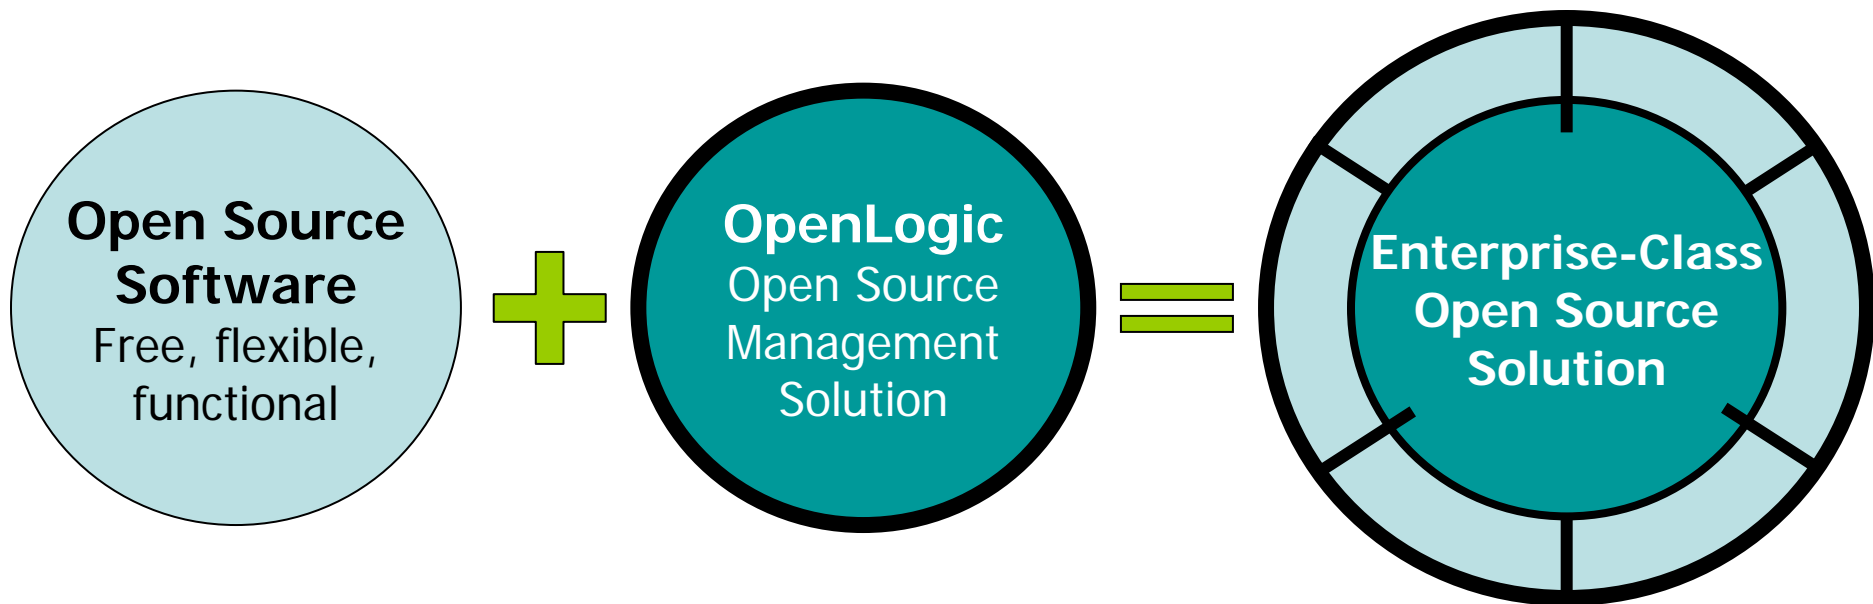 Open Source
Software
Free, flexible,
functional
OpenLogic
Open Source
Management
Solution
Enterprise-Class
Open Source
Solution